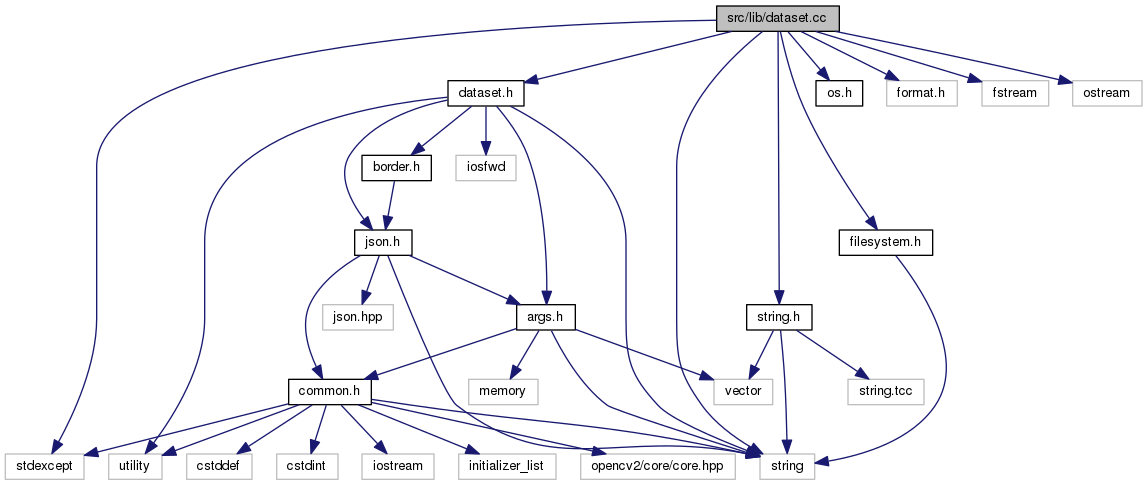 src/lib/dataset.cc
dataset.h
os.h
format.h
fstream
ostream
border.h
iosfwd
json.h
filesystem.h
json.hpp
args.h
string.h
common.h
memory
vector
string.tcc
stdexcept
utility
cstddef
cstdint
iostream
initializer_list
opencv2/core/core.hpp
string